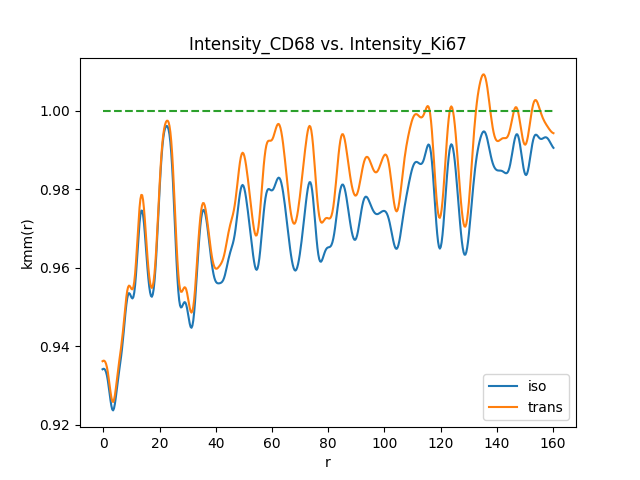 Intensity_CD68 vs. Intensity_Ki67
kmm(r)
1.00
0.98
0.96
0.94
0.92
0 20 40 60 80 100 120 140 160
r
iso
trans